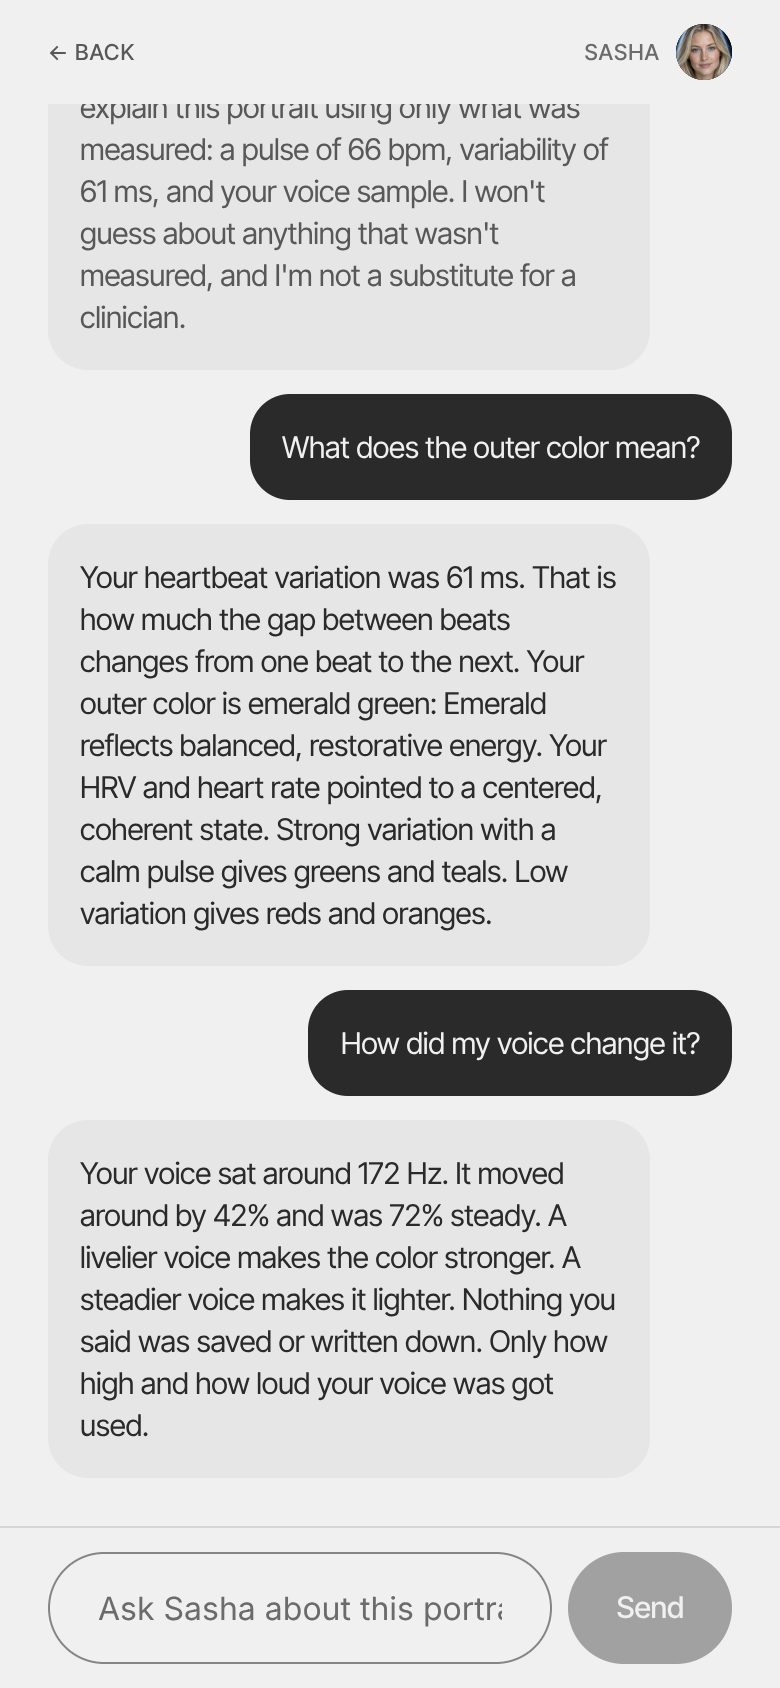 ← BACK
SASHA
explain this portrait using only what was
measured: a pulse of 66 bpm, variability of
61 ms, and your voice sample. I won't
guess about anything that wasn't
measured, and I'm not a substitute for a
clinician.
What does the outer color mean?
Your heartbeat variation was 61 ms. That is
how much the gap between beats
changes from one beat to the next. Your
outer color is emerald green: Emerald
reflects balanced, restorative energy. Your
HRV and heart rate pointed to a centered,
coherent state. Strong variation with a
calm pulse gives greens and teals. Low
variation gives reds and oranges.
How did my voice change it?
Your voice sat around 172 Hz. It moved
around by 42% and was 72% steady. A
livelier voice makes the color stronger. A
steadier voice makes it lighter. Nothing you
said was saved or written down. Only how
high and how loud your voice was got
used.
Ask Sasha about this portra
Send